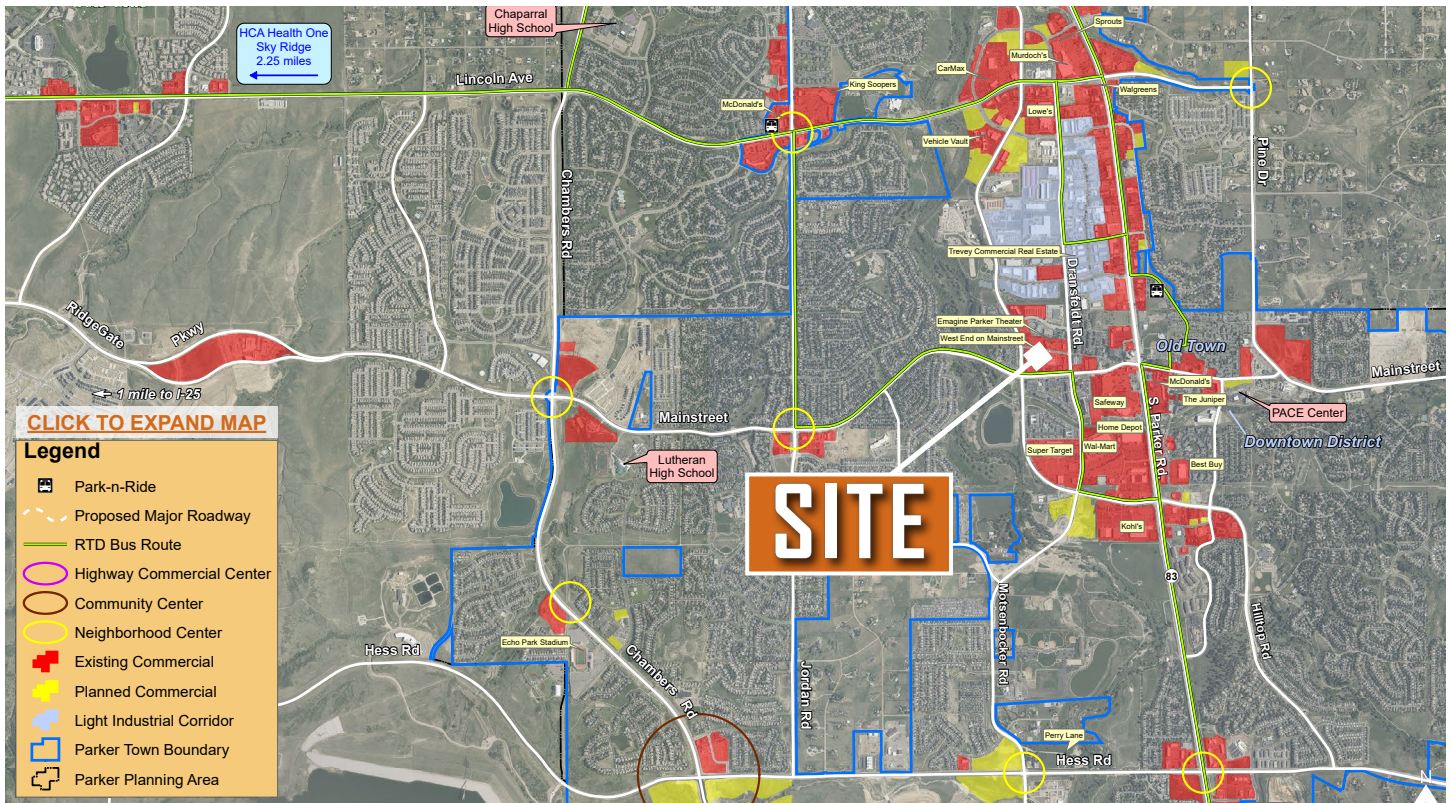 Chaparral
High School
HCA Health One
Sky Ridge
2.25 miles
Lincoln Ave
Sprouts
Murdoch's
CarMax
King Soopers
McDonald's
Walgreens
Lowe's
Vehicle Vault
Pine Dr
Chambers Rd
Trevey Commercial Real Estate
Dransfeldt Rd.
RidgeGate Pkwy
Emagine Parker Theater
West End on Mainstreet
Old Town
1 mile to I-25
Mainstreet
McDonald's
The Juniper
Safeway
PACE Center
Mainstreet
Home Depot
S. Parker Rd
Downtown District
Wal-Mart
Super Target
Best Buy
Lutheran
High School
SITE
Kohl's
83
Motsenbocker Rd
Hilltop Rd
Echo Park Stadium
Hess Rd
Chambers Rd
Jordan Rd
Perry Lane
Hess Rd
N
CLICK TO EXPAND MAP
Legend
Park-n-Ride
Proposed Major Roadway
RTD Bus Route
Highway Commercial Center
Community Center
Neighborhood Center
Existing Commercial
Planned Commercial
Light Industrial Corridor
Parker Town Boundary
Parker Planning Area